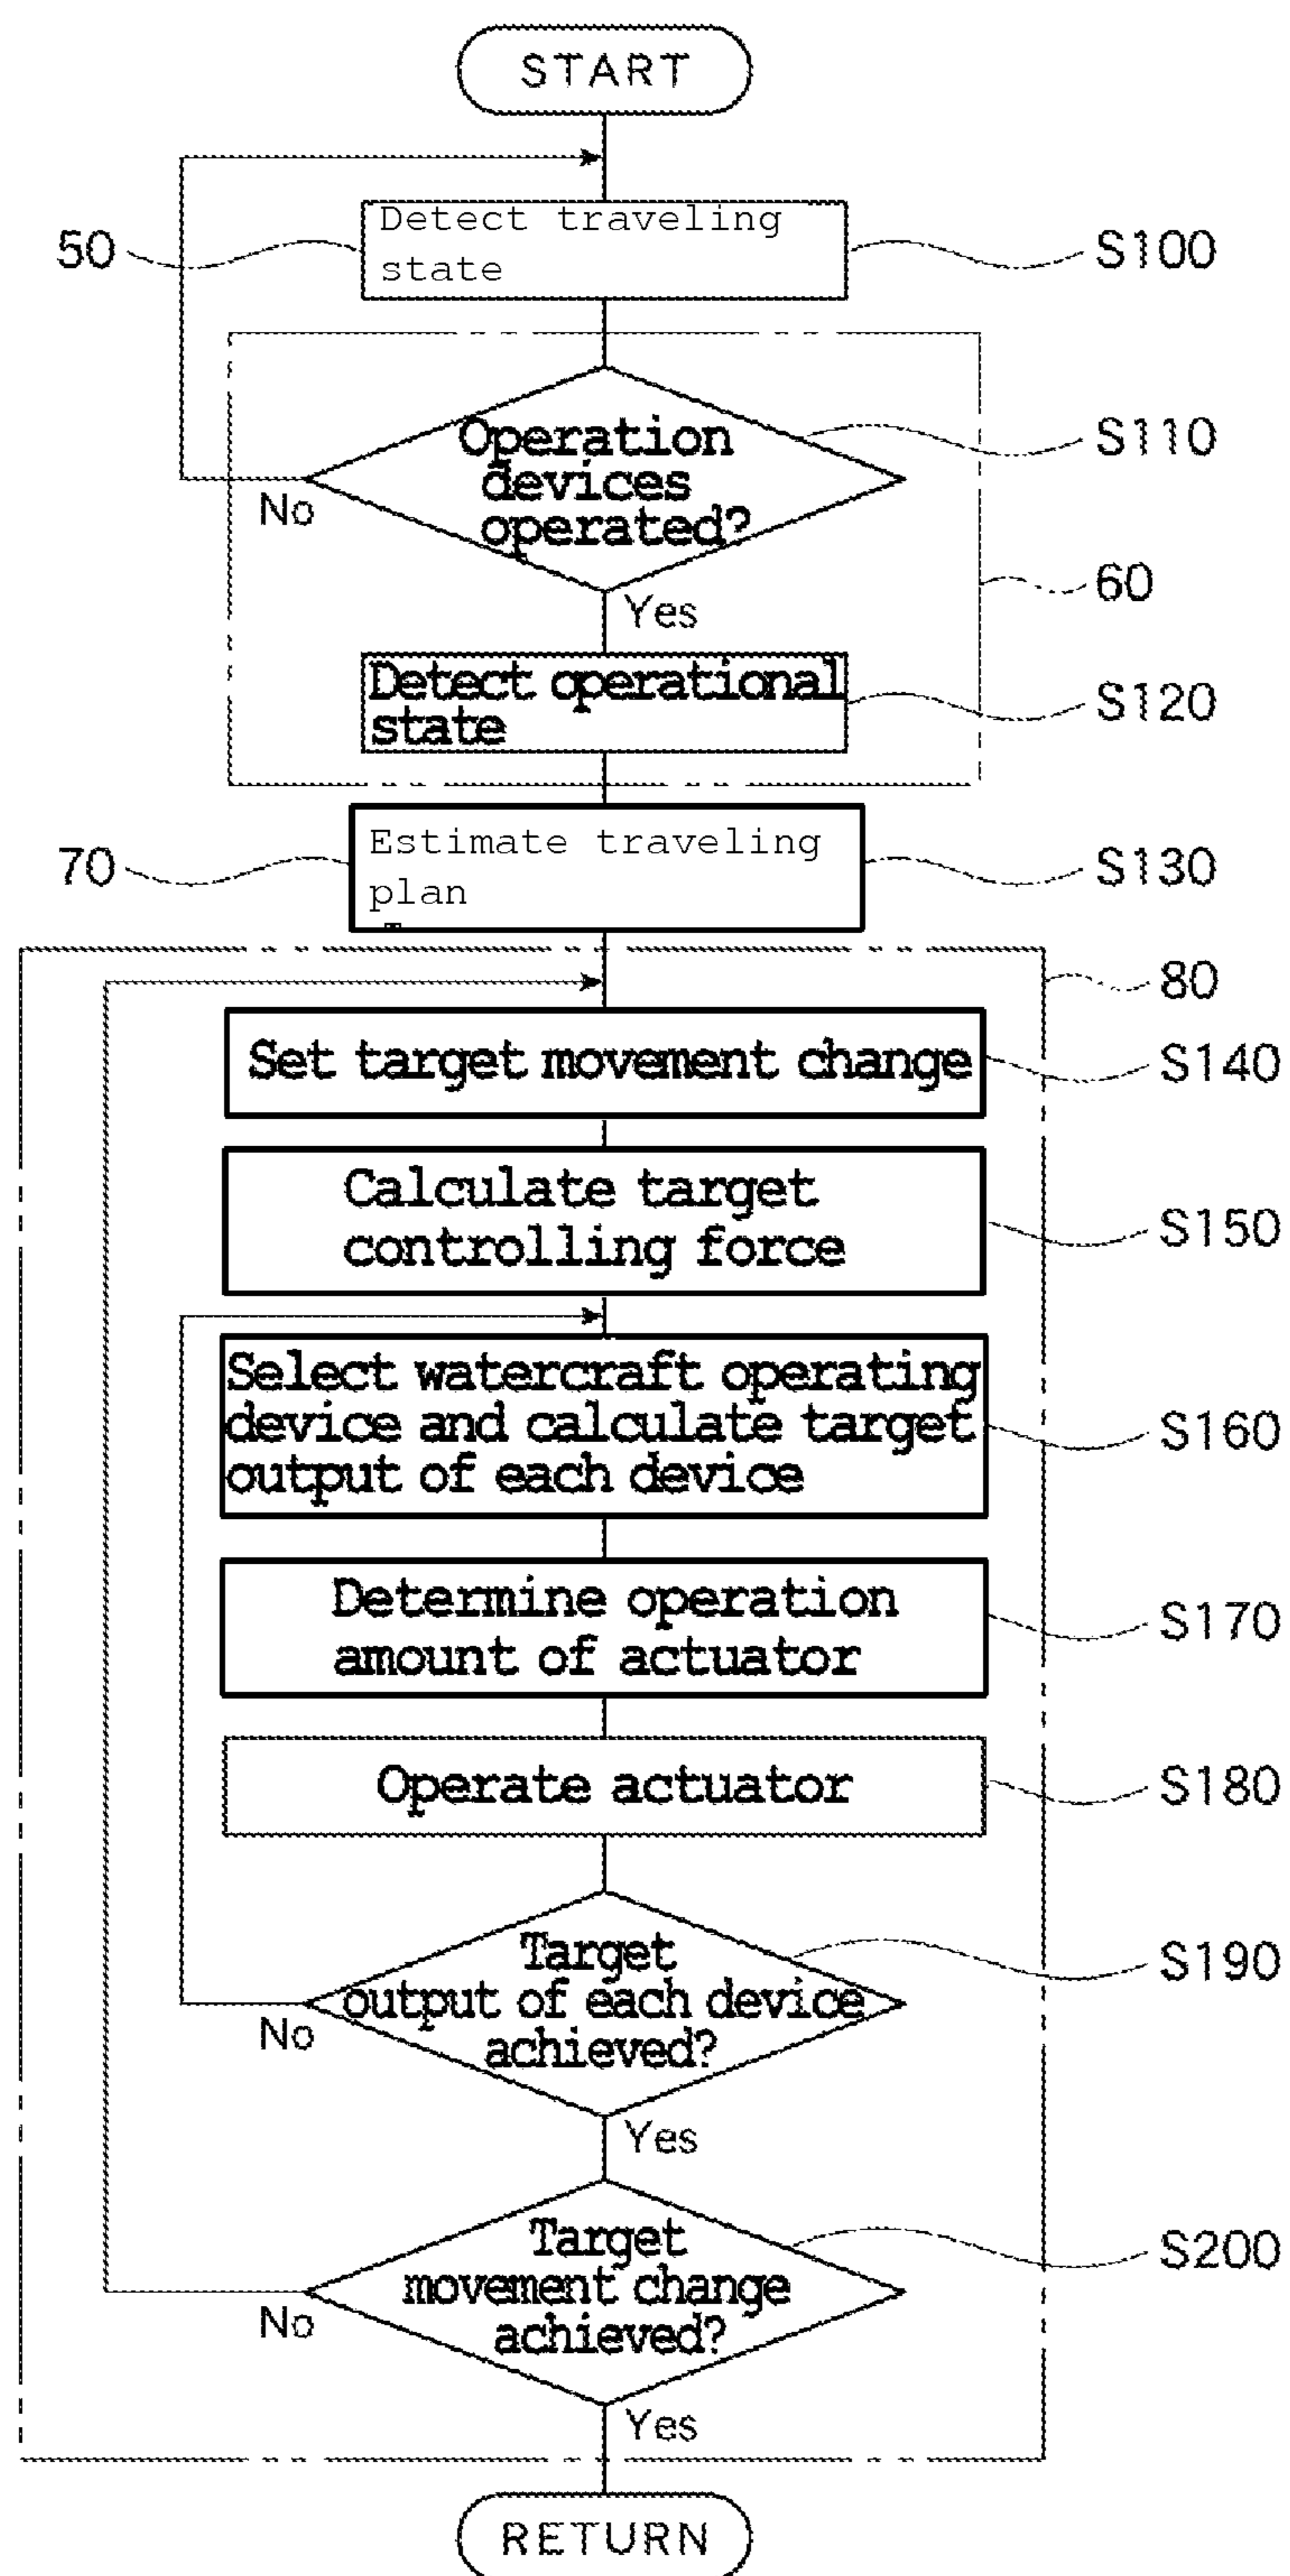 START
Detect traveling
state
50
S100
Operation
devices
operated?
S110
No
60
Yes
Detect operational
state
S120
Estimate traveling
plan
70
S130
80
Set target movement change
S140
Calculate target
controlling force
S150
Select watercraft operating
device and calculate target
output of each device
S160
Determine operation
amount of actuator
S170
Operate actuator
S180
Target
output of each device
achieved?
S190
No
Yes
Target
movement change
achieved?
S200
No
Yes
RETURN